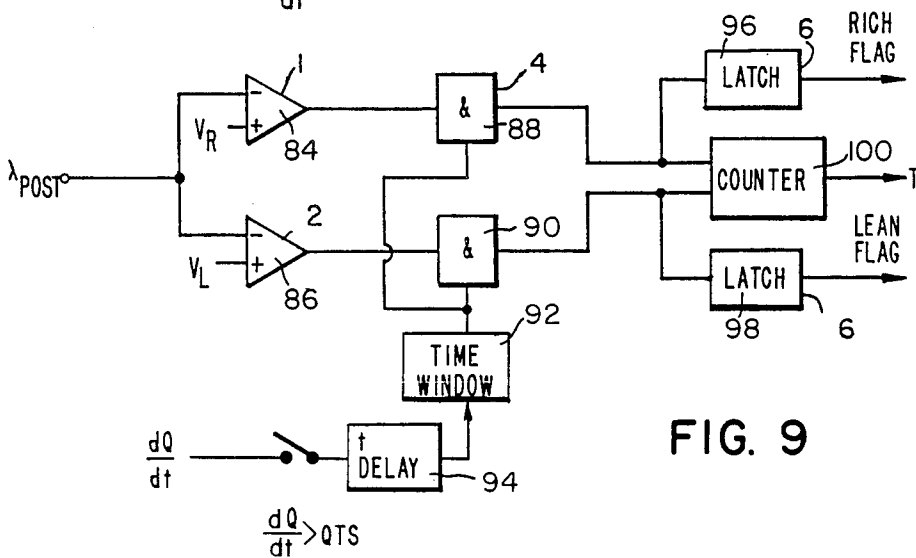 dt
1
−
V_R +
84
4
&
88
96
6
LATCH
RICH
FLAG
λPOST
COUNTER
100
T
2
−
V_L +
86
90
&
LEAN
FLAG
LATCH
98
6
92
TIME
WINDOW
dQ
dt
t
DELAY
94
dQ
dt >QTS
FIG. 9